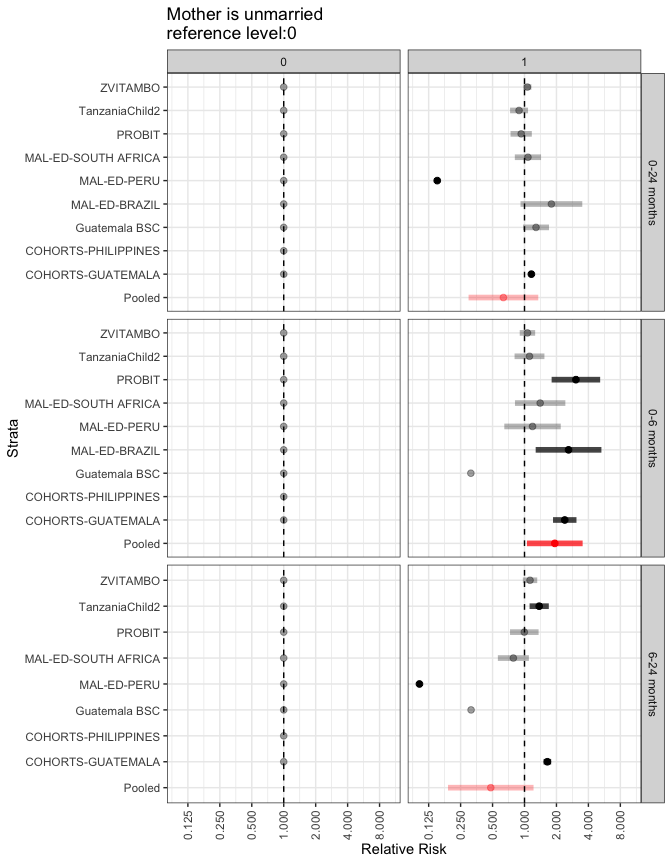 Mother is unmarried
reference level:0
0
1
ZVITAMBO
TanzaniaChild2
PROBIT
MAL-ED-SOUTH AFRICA
MAL-ED-PERU
MAL-ED-BRAZIL
Guatemala BSC
COHORTS-PHILIPPINES
COHORTS-GUATEMALA
Pooled
0-24 months
ZVITAMBO
TanzaniaChild2
PROBIT
MAL-ED-SOUTH AFRICA
MAL-ED-PERU
MAL-ED-BRAZIL
Guatemala BSC
COHORTS-PHILIPPINES
COHORTS-GUATEMALA
Pooled
0-6 months
ZVITAMBO
TanzaniaChild2
PROBIT
MAL-ED-SOUTH AFRICA
MAL-ED-PERU
Guatemala BSC
COHORTS-PHILIPPINES
COHORTS-GUATEMALA
Pooled
6-24 months
Strata
0.125
0.250
0.500
1.000
2.000
4.000
8.000
0.125
0.250
0.500
1.000
2.000
4.000
8.000
Relative Risk